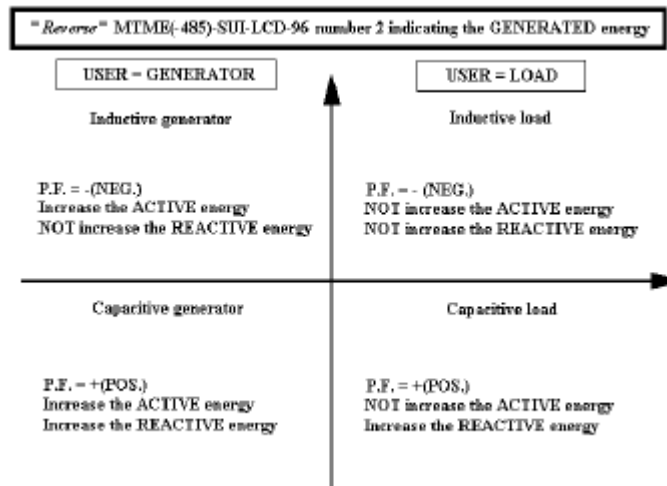 "Reverse" MTME(-485)-SUI-LCD-96 number 2 indicating the GENERATED energy
USER = GENERATOR
USER = LOAD
Inductive generator
Inductive load
P.F. = -(NEG.)
Increase the ACTIVE energy
NOT increase the REACTIVE energy
P.F. = - (NEG.)
NOT increase the ACTIVE energy
NOT increase the REACTIVE energy
Capacitive generator
Capacitive load
P.F. = +(POS.)
Increase the ACTIVE energy
Increase the REACTIVE energy
P.F. = +(POS.)
NOT increase the ACTIVE energy
Increase the REACTIVE energy